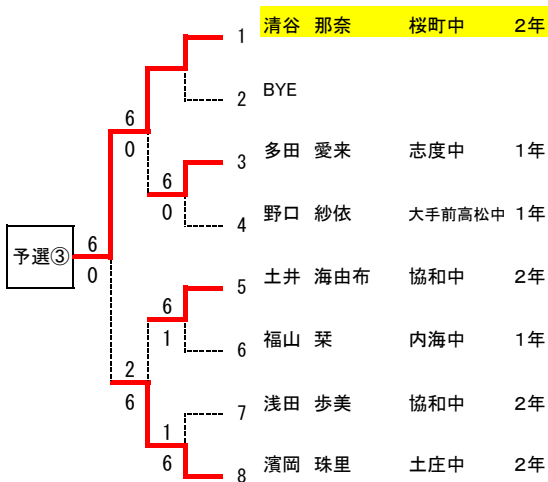 1 清谷 那奈 桜町中 2年
2 BYE
6
0
3 多田 愛来 志度中 1年
6
0
4 野口 紗依 大手前高松中 1年
予選③
6
0
5 土井 海由布 協和中 2年
6
1
6 福山 栞 内海中 1年
2
6
7 浅田 歩美 協和中 2年
1
6
8 濱岡 珠里 土庄中 2年